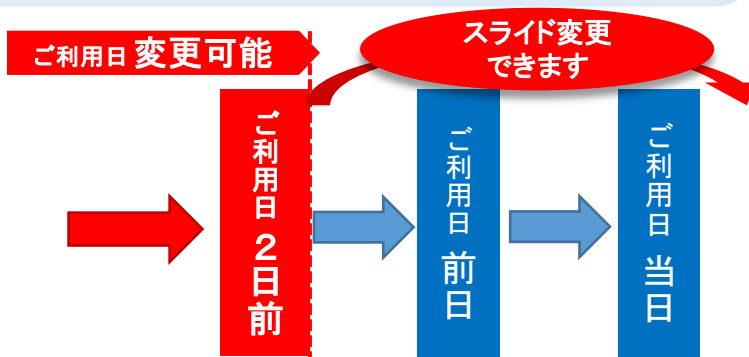 ご利用日 変更可能
スライド変更
できます
ご利用日 2日前
ご利用日 前日
ご利用日 当日